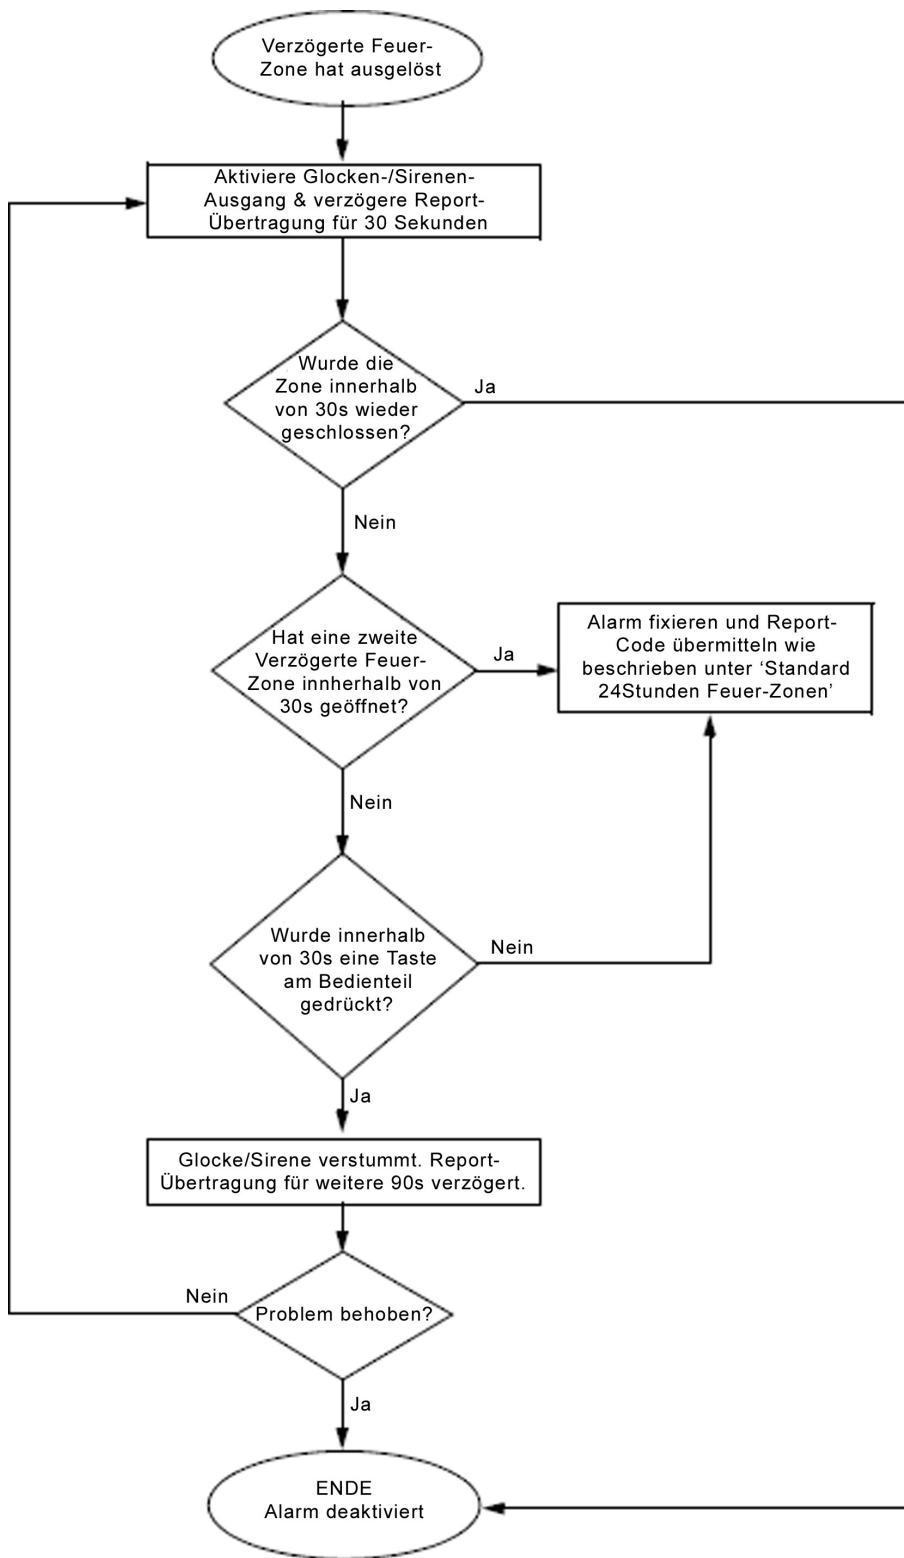 Verzögerte Feuer-
Zone hat ausgelöst
Aktiviere Glocken-/Sirenen-
Ausgang & verzögere Report-
Übertragung für 30 Sekunden
Wurde die
Zone innerhalb
von 30s wieder
geschlossen?
Ja
Nein
Hat eine zweite
Verzögerte Feuer-
Zone innherhalb von
30s geöffnet?
Ja
Alarm fixieren und Report-
Code übermitteln wie
beschrieben unter ‘Standard
24Stunden Feuer-Zonen’
Nein
Wurde innerhalb
von 30s eine Taste
am Bedienteil
gedrückt?
Nein
Ja
Glocke/Sirene verstummt. Report-
Übertragung für weitere 90s verzögert.
Nein
Problem behoben?
Ja
ENDE
Alarm deaktiviert